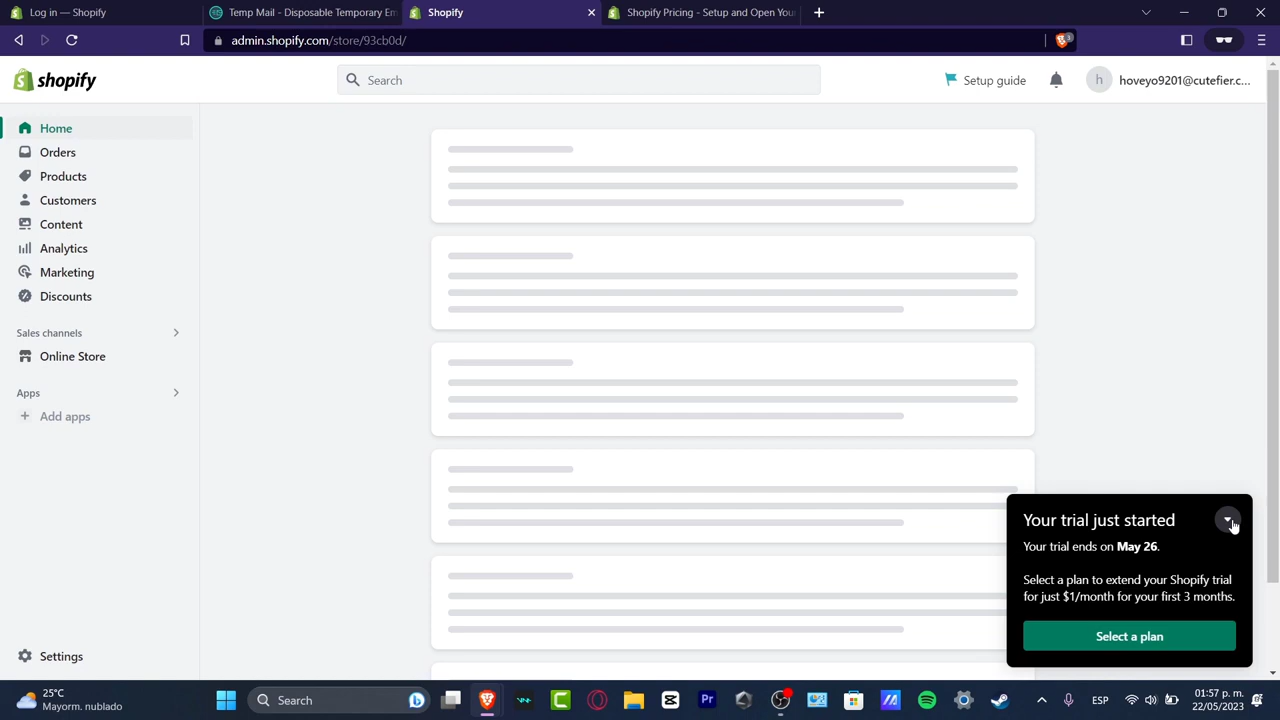 Log in — Shopify
Temp Mail - Disposable Temporary Em
Shopify
Shopify Pricing - Setup and Open Your
admin.shopify.com/store/93cb0d/
3
shopify
Search
Setup guide
h
hoveyo9201@cutefier.c...
Home
Orders
Products
Customers
Content
Analytics
Marketing
Discounts
Sales channels
Online Store
Apps
Add apps
Settings
Your trial just started
Your trial ends on May 26.
Select a plan to extend your Shopify trial
for just $1/month for your first 3 months.
Select a plan
25°C
Mayorm. nublado
Search
Pr
ESP
01:57 p. m.
22/05/2023